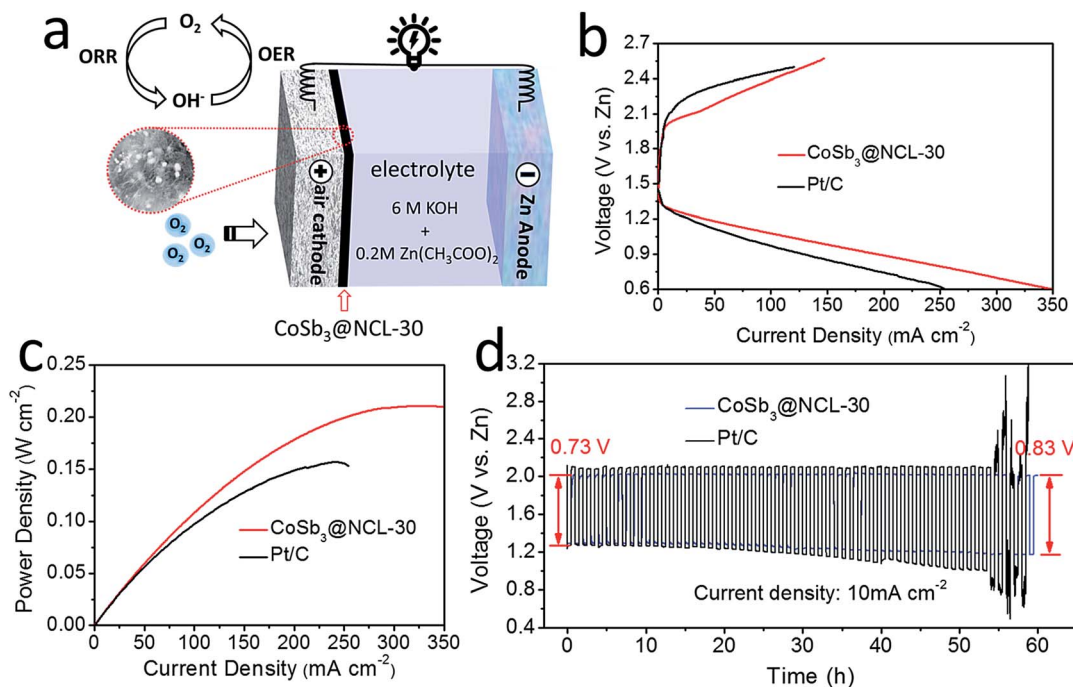 a
O₂
ORR
OER
OH⁻
O₂
O₂
O₂
+
air cathode
electrolyte
6 M KOH
+
0.2M Zn(CH₃COO)₂
−
Zn Anode
CoSb₃@NCL-30
b
2.7
2.4
2.1
1.8
1.5
1.2
0.9
0.6
Voltage (V vs. Zn)
CoSb₃@NCL-30
Pt/C
0 50 100 150 200 250 300 350
Current Density (mA cm⁻²)
c
0.25
0.20
0.15
0.10
0.05
0.00
Power Density (W cm⁻²)
CoSb₃@NCL-30
Pt/C
0 50 100 150 200 250 300 350
Current Density (mA cm⁻²)
d
3.2
2.8
2.4
2.0
1.6
1.2
0.8
0.4
Voltage (V vs. Zn)
CoSb₃@NCL-30
Pt/C
0.73 V
0.83 V
Current density: 10mA cm⁻²
0 10 20 30 40 50 60
Time (h)